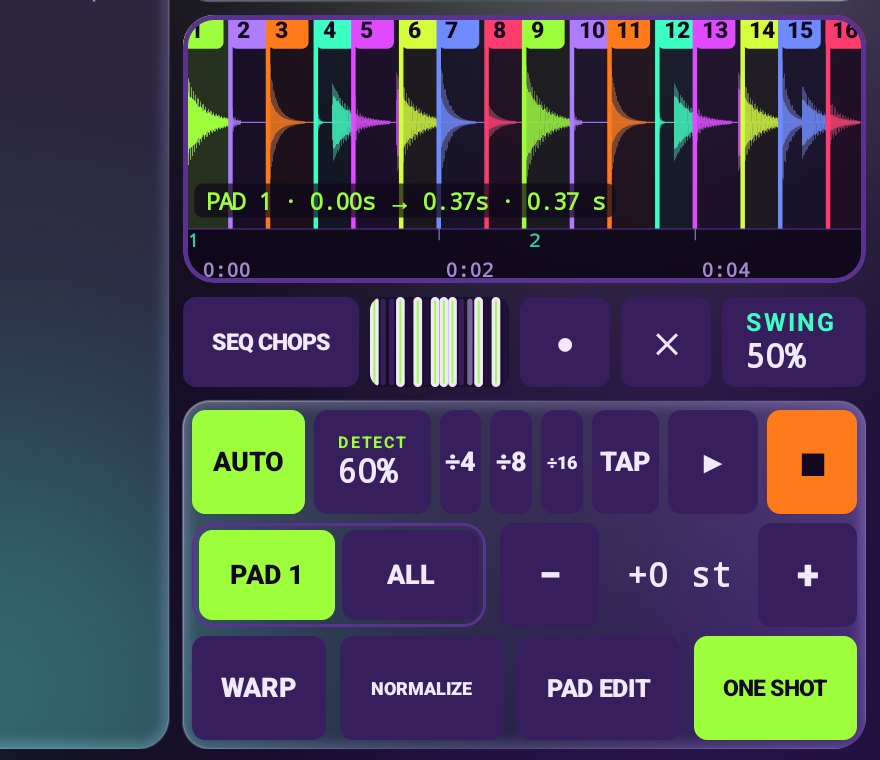 1 2 3 4 5 6 7 8 9 10 11 12 13 14 15 16
PAD 1 · 0.00s → 0.37s · 0.37 s
1 2
0:00 0:02 0:04
SEQ CHOPS
SWING
50%
AUTO
DETECT
60%
÷4 ÷8 ÷16 TAP
PAD 1 ALL − +0 st +
WARP NORMALIZE PAD EDIT ONE SHOT